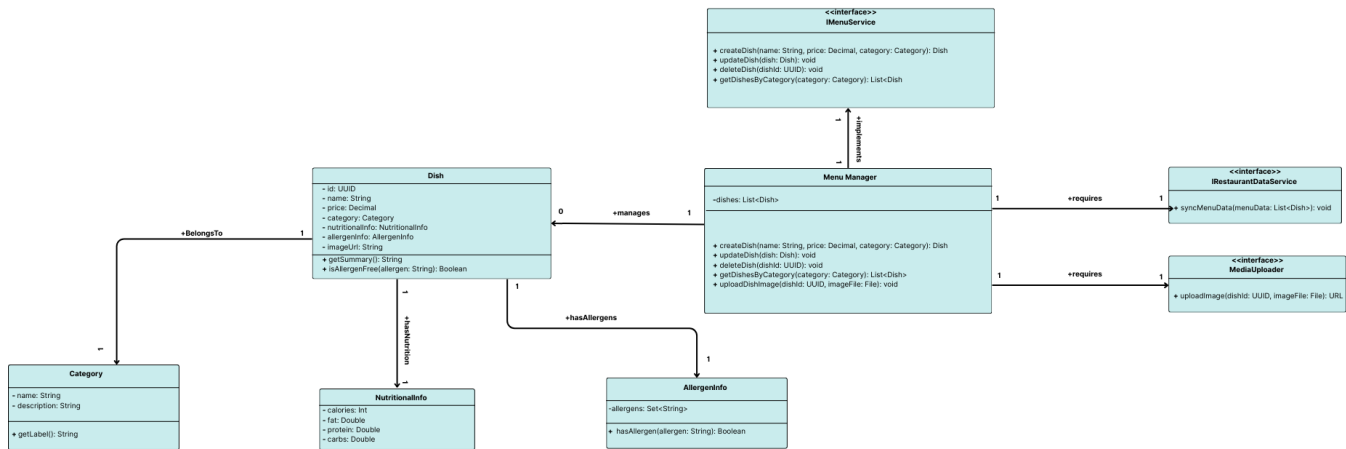 <<interface>>
IMenuService
+ createDish(name: String, price: Decimal, category: Category): Dish
+ updateDish(dish: Dish): void
+ deleteDish(dishId: UUID): void
+ getDishesByCategory(category: Category): List<Dish
1
+implements
1
Menu Manager
-dishes: List<Dish>
+ createDish(name: String, price: Decimal, category: Category): Dish
+ updateDish(dish: Dish): void
+ deleteDish(dishId: UUID): void
+ getDishesByCategory(category: Category): List<Dish>
+ uploadDishImage(dishId: UUID, imageFile: File): void
1
+requires
1
<<interface>>
IRestaurantDataService
+ syncMenuData(menuData: List<Dish>): void
1
+requires
1
<<interface>>
MediaUploader
+ uploadImage(dishId: UUID, imageFile: File): URL
0
+manages
1
Dish
- id: UUID
- name: String
- price: Decimal
- category: Category
- nutritionalInfo: NutritionalInfo
- allergenInfo: AllergenInfo
- imageUrl: String
+ getSummary(): String
+ isAllergenFree(allergen: String): Boolean
+BelongsTo
1
1
1
+hasNutrition
1
1
+hasAllergens
1
Category
- name: String
- description: String
+ getLabel(): String
NutritionalInfo
- calories: Int
- fat: Double
- protein: Double
- carbs: Double
AllergenInfo
-allergens: Set<String>
+ hasAllergen(allergen: String): Boolean